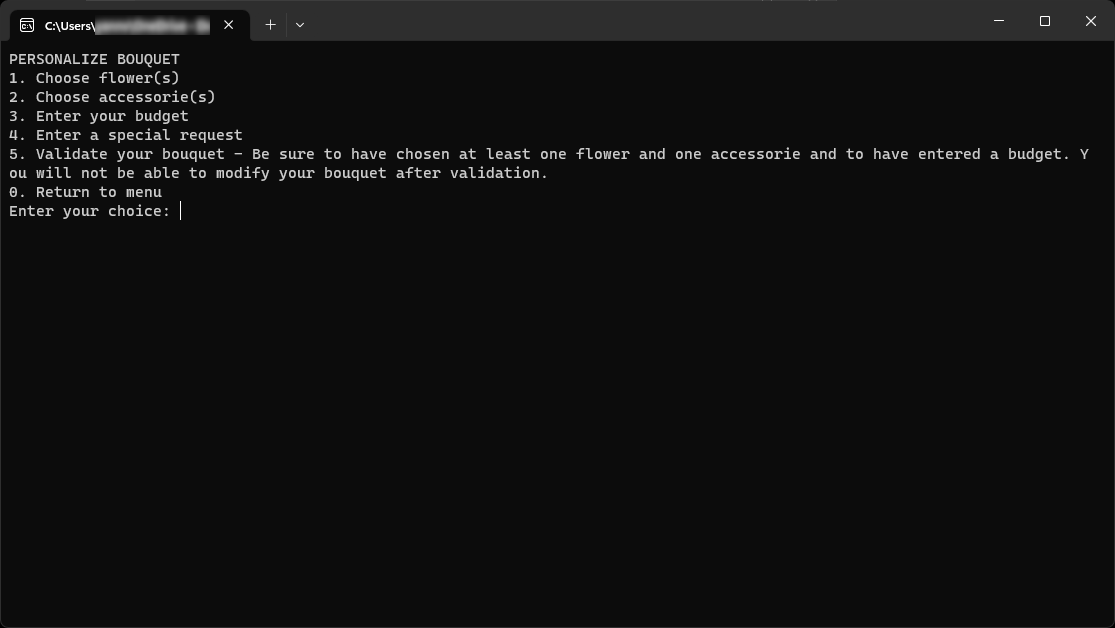 C:\Users\
PERSONALIZE BOUQUET
1. Choose flower(s)
2. Choose accessorie(s)
3. Enter your budget
4. Enter a special request
5. Validate your bouquet - Be sure to have chosen at least one flower and one accessorie and to have entered a budget. Y
ou will not be able to modify your bouquet after validation.
0. Return to menu
Enter your choice: